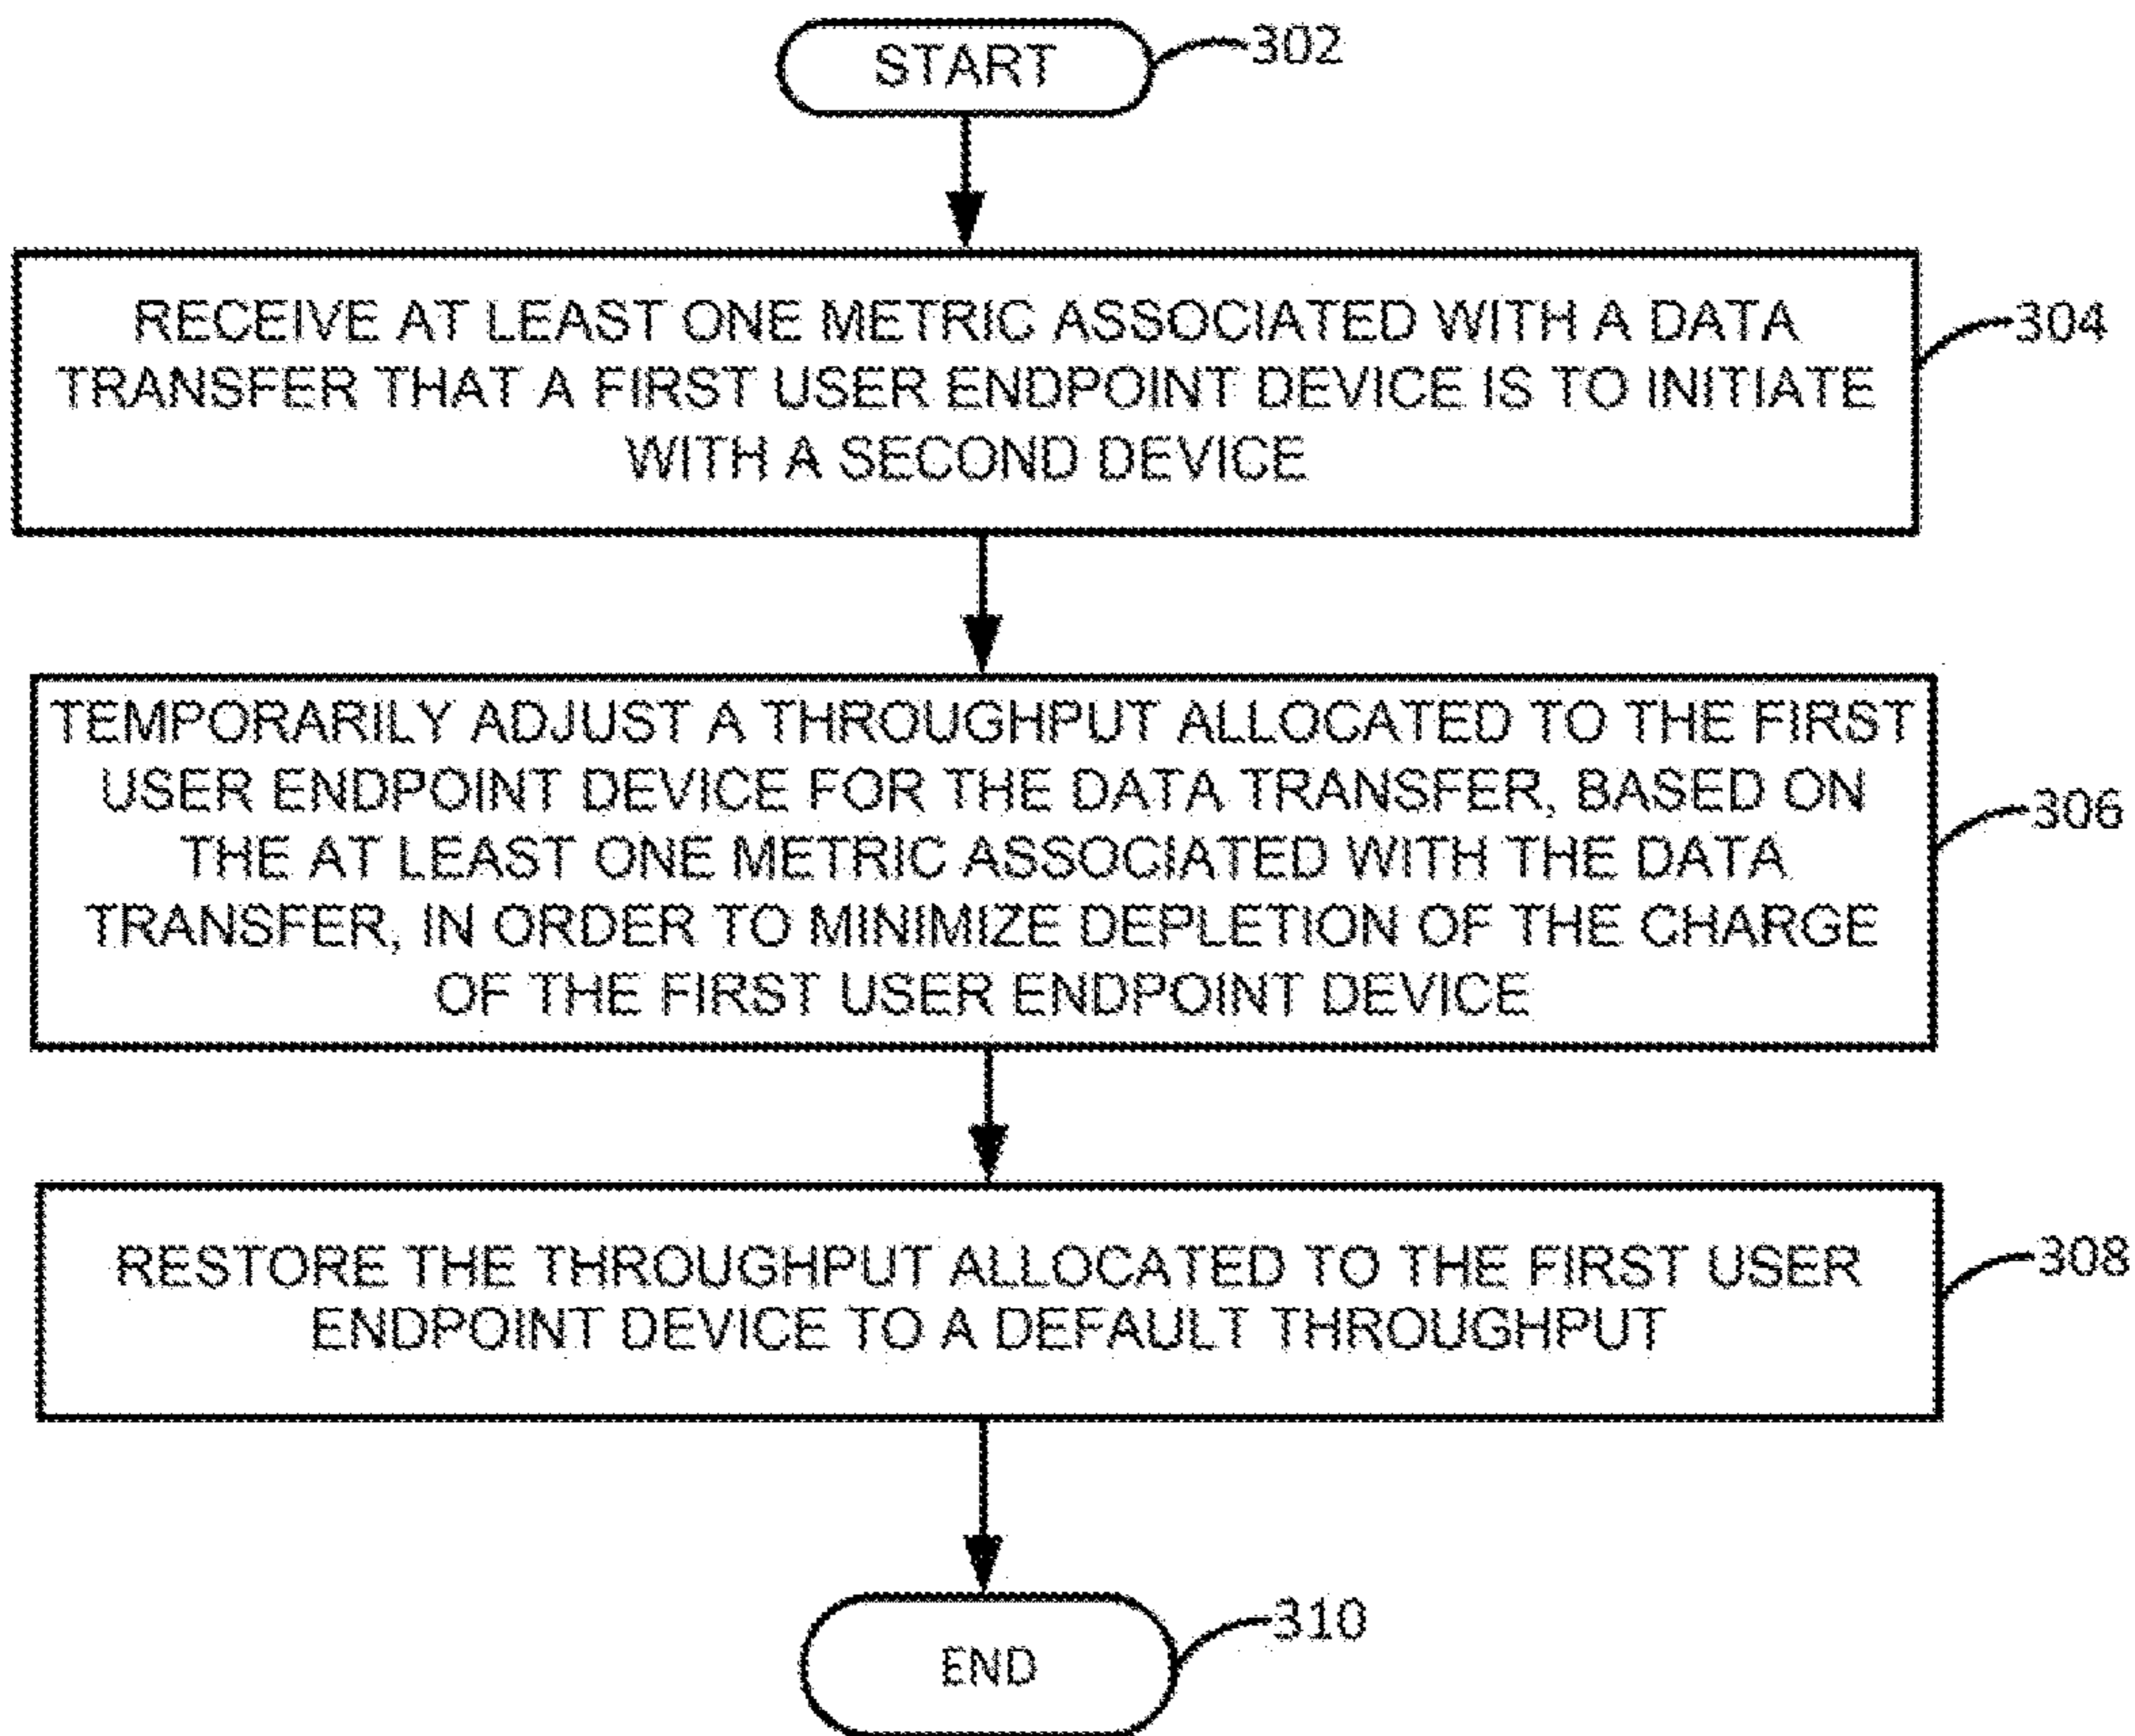 START
302
RECEIVE AT LEAST ONE METRIC ASSOCIATED WITH A DATA
TRANSFER THAT A FIRST USER ENDPOINT DEVICE IS TO INITIATE
WITH A SECOND DEVICE
304
TEMPORARILY ADJUST A THROUGHPUT ALLOCATED TO THE FIRST
USER ENDPOINT DEVICE FOR THE DATA TRANSFER, BASED ON
THE AT LEAST ONE METRIC ASSOCIATED WITH THE DATA
TRANSFER, IN ORDER TO MINIMIZE DEPLETION OF THE CHARGE
OF THE FIRST USER ENDPOINT DEVICE
306
RESTORE THE THROUGHPUT ALLOCATED TO THE FIRST USER
ENDPOINT DEVICE TO A DEFAULT THROUGHPUT
308
END
310